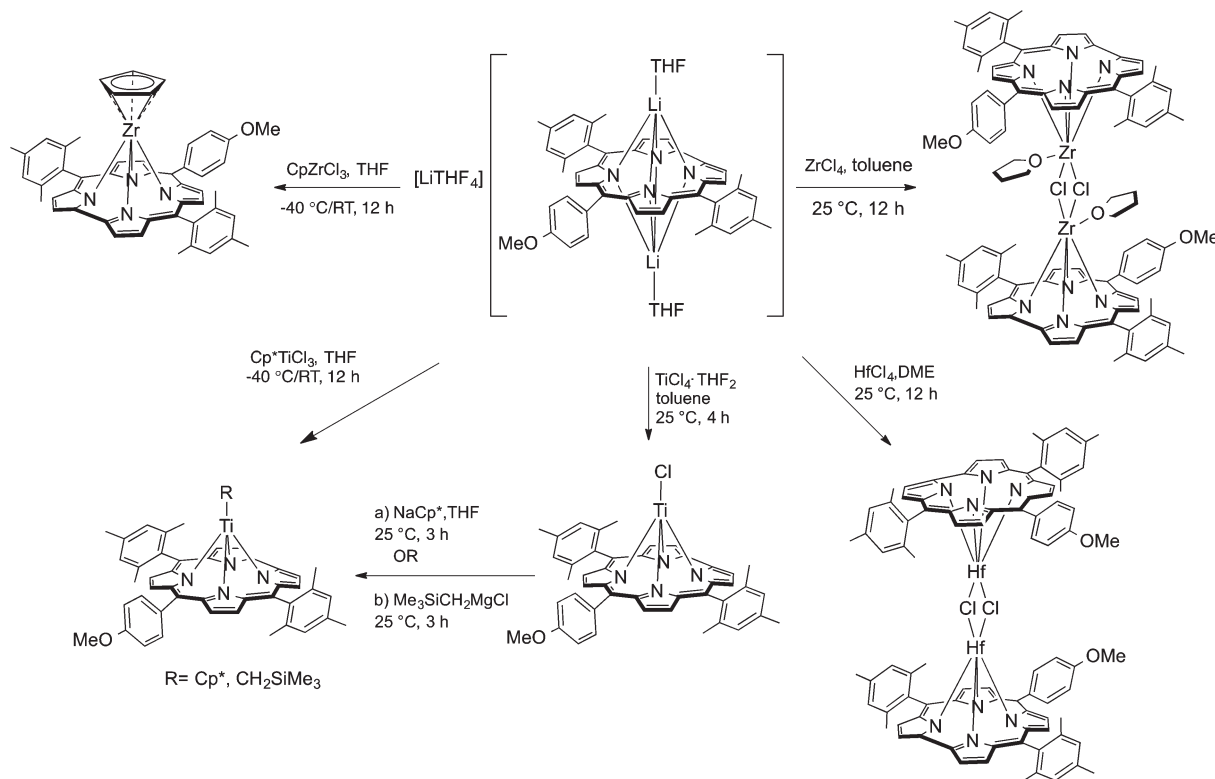 Zr
OMe
N
N
N
N
CpZrCl3, THF
-40 °C/RT, 12 h
[LiTHF4]
THF
Li
N
N
N
N
MeO
Li
THF
ZrCl4, toluene
25 °C, 12 h
N
N
N
N
MeO
Zr
O
Cl Cl
Zr
O
OMe
N
N
N
N
Cp*TiCl3, THF
-40 °C/RT, 12 h
TiCl4·THF2
toluene
25 °C, 4 h
HfCl4,DME
25 °C, 12 h
R
Ti
N
N
N
N
MeO
R= Cp*, CH2SiMe3
a) NaCp*,THF
25 °C, 3 h
OR
b) Me3SiCH2MgCl
25 °C, 3 h
Cl
Ti
N
N
N
N
MeO
N
N
N
N
OMe
Hf
Cl Cl
Hf
OMe
N
N
N
N